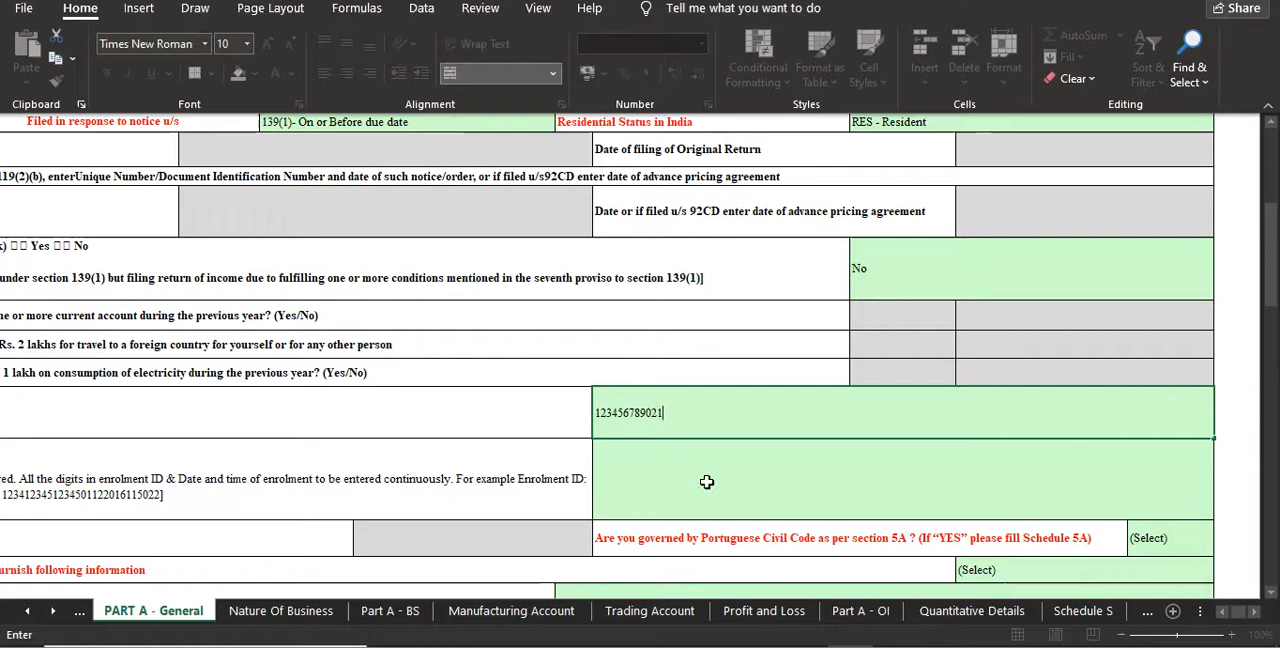 File Home Insert Draw Page Layout Formulas Data Review View Help Tell me what you want to do Share
Paste
Times New Roman 10
Wrap Text
Conditional Formatting
Format as Table
Cell Styles
Insert
Delete
Format
AutoSum
Fill
Clear
Sort & Filter
Find & Select
Clipboard Font Alignment Number Styles Cells Editing
Filed in response to notice u/s 139(1)- On or Before due date Residential Status in India RES - Resident
Date of filing of Original Return
119(2)(b), enterUnique Number/Document Identification Number and date of such notice/order, or if filed u/s92CD enter date of advance pricing agreement
Date or if filed u/s 92CD enter date of advance pricing agreement
k) Yes No
under section 139(1) but filing return of income due to fulfilling one or more conditions mentioned in the seventh proviso to section 139(1)] No
ne or more current account during the previous year? (Yes/No)
Rs. 2 lakhs for travel to a foreign country for yourself or for any other person
1 lakh on consumption of electricity during the previous year? (Yes/No)
123456789021
red. All the digits in enrolment ID & Date and time of enrolment to be entered continuously. For example Enrolment ID:
1234123451234501122016115022]
Are you governed by Portuguese Civil Code as per section 5A ? (If “YES” please fill Schedule 5A) (Select)
urnish following information (Select)
... PART A - General Nature Of Business Part A - BS Manufacturing Account Trading Account Profit and Loss Part A - OI Quantitative Details Schedule S ...
Enter 100%